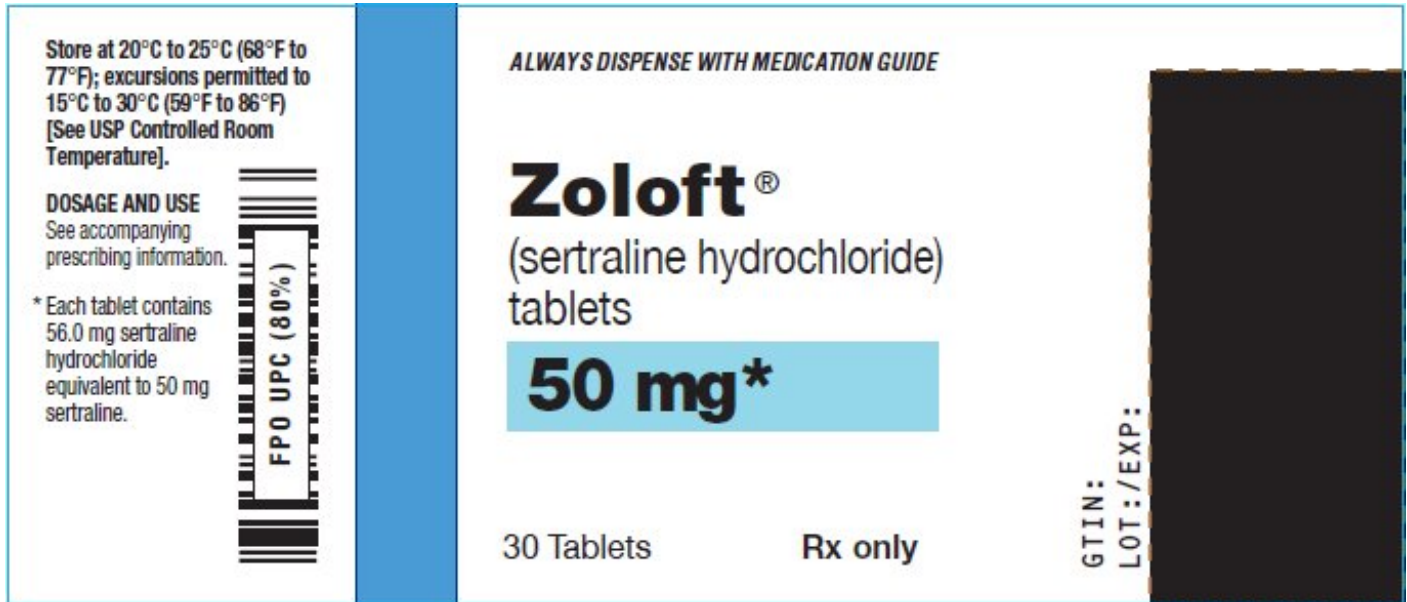 Store at 20°C to 25°C (68°F to
77°F); excursions permitted to
15°C to 30°C (59°F to 86°F)
[See USP Controlled Room
Temperature].
DOSAGE AND USE
See accompanying
prescribing information.
* Each tablet contains
56.0 mg sertraline
hydrochloride
equivalent to 50 mg
sertraline.
FPO UPC (80%)
ALWAYS DISPENSE WITH MEDICATION GUIDE
Zoloft®
(sertraline hydrochloride)
tablets
50 mg*
30 Tablets Rx only
GTIN:
LOT:/EXP: